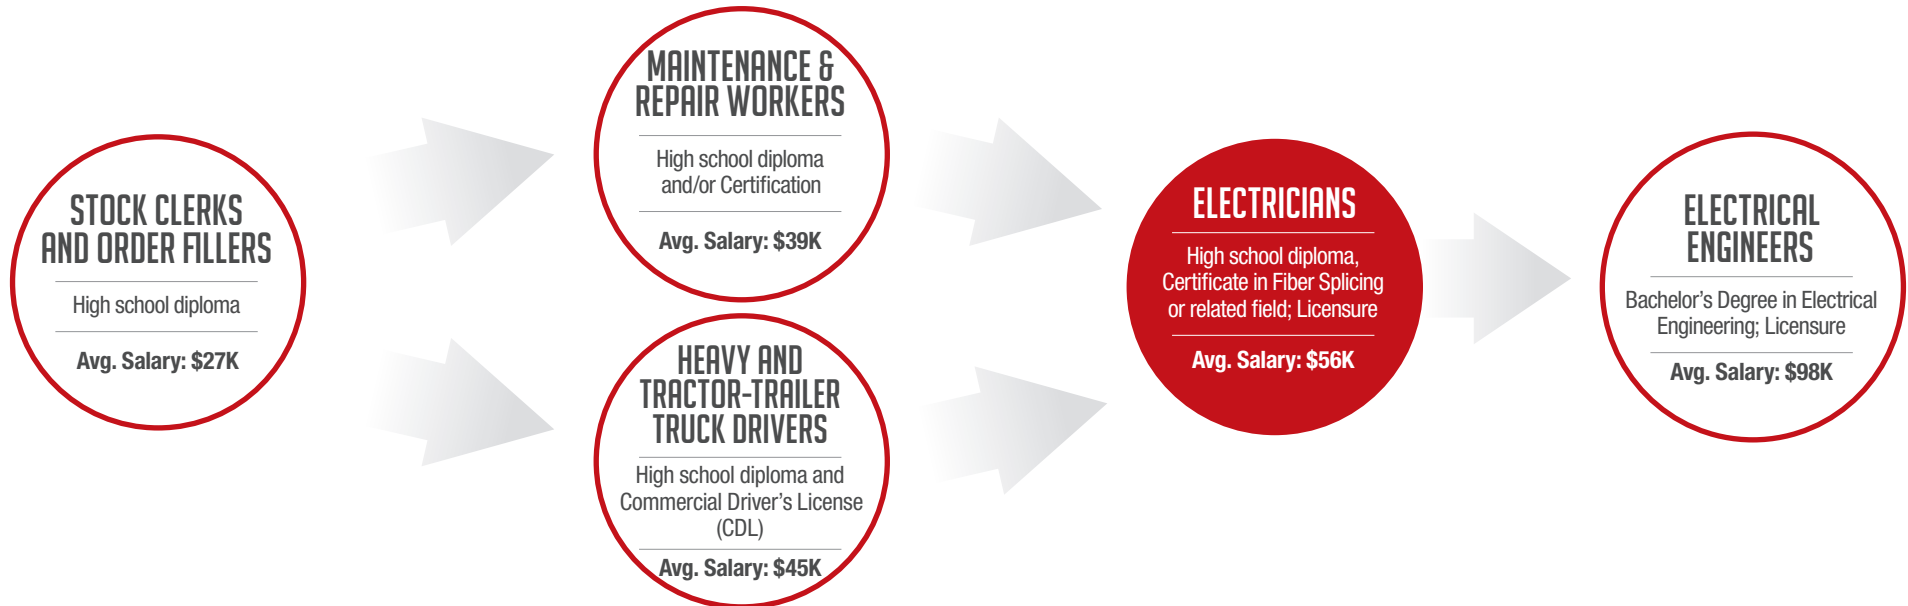 STOCK CLERKS
AND ORDER FILLERS
High school diploma
Avg. Salary: $27K
MAINTENANCE &
REPAIR WORKERS
High school diploma
and/or Certification
Avg. Salary: $39K
HEAVY AND
TRACTOR-TRAILER
TRUCK DRIVERS
High school diploma and
Commercial Driver’s License
(CDL)
Avg. Salary: $45K
ELECTRICIANS
High school diploma,
Certificate in Fiber Splicing
or related field; Licensure
Avg. Salary: $56K
ELECTRICAL
ENGINEERS
Bachelor’s Degree in Electrical
Engineering; Licensure
Avg. Salary: $98K